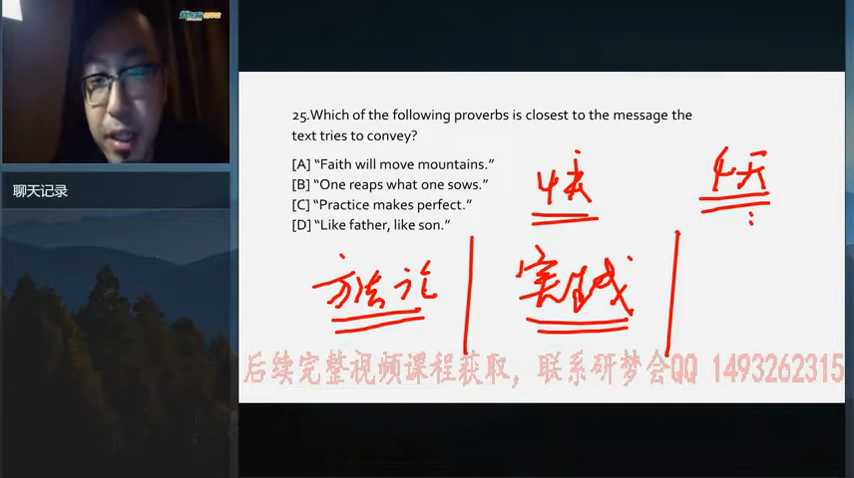 聊天记录
25.Which of the following proverbs is closest to the message the
text tries to convey?
[A] “Faith will move mountains.”
[B] “One reaps what one sows.”
[C] “Practice makes perfect.”
[D] “Like father, like son.”
方法论
实践
后续完整视频课程获取，联系研梦会QQ 1493262315